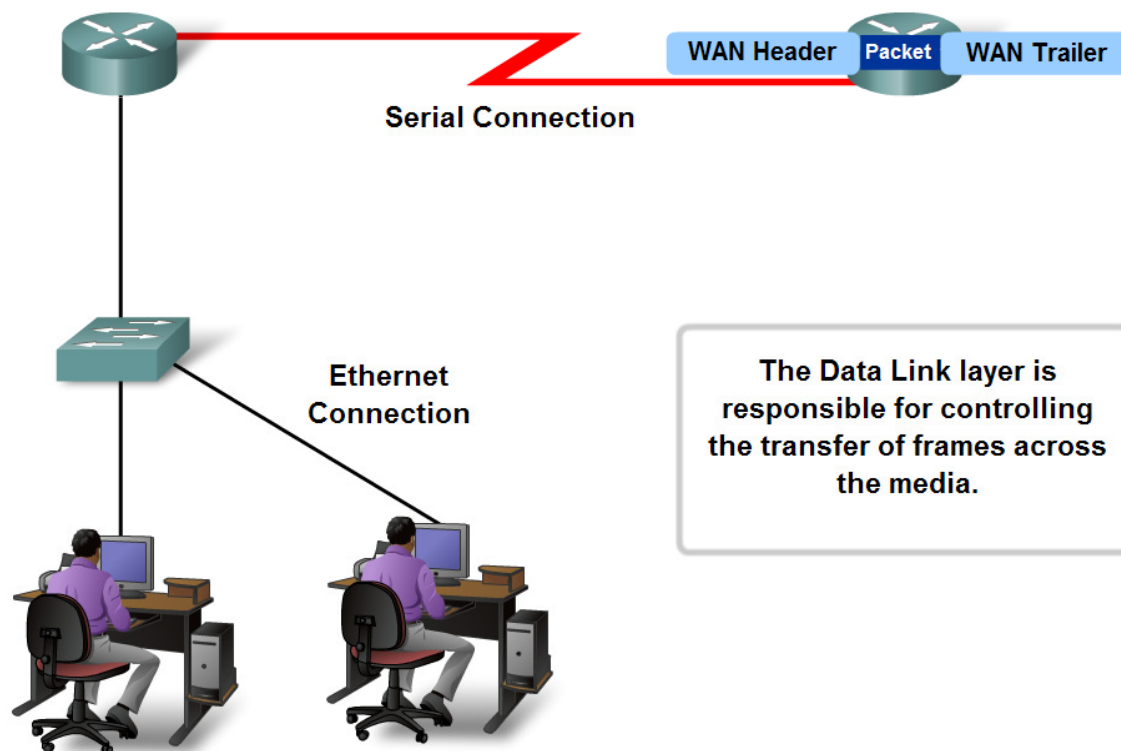 WAN Header
Packet
WAN Trailer
Serial Connection
Ethernet
Connection
The Data Link layer is
responsible for controlling
the transfer of frames across
the media.